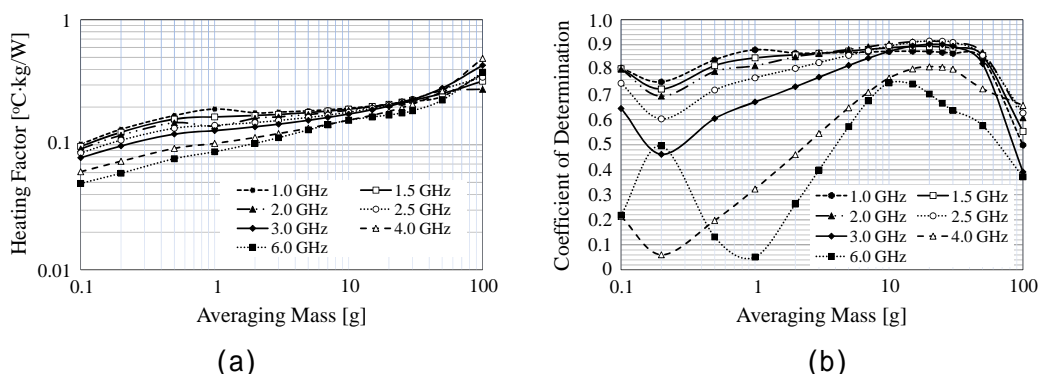 Heating Factor [°C·kg/W]
1
0.1
0.01
1.0 GHz
1.5 GHz
2.0 GHz
2.5 GHz
3.0 GHz
4.0 GHz
6.0 GHz
0.1
1
10
100
Averaging Mass [g]
(a)
Coefficient of Determination
1.0
0.9
0.8
0.7
0.6
0.5
0.4
0.3
0.2
0.1
0
1.0 GHz
1.5 GHz
2.0 GHz
2.5 GHz
3.0 GHz
4.0 GHz
6.0 GHz
0.1
1
10
100
Averaging Mass [g]
(b)